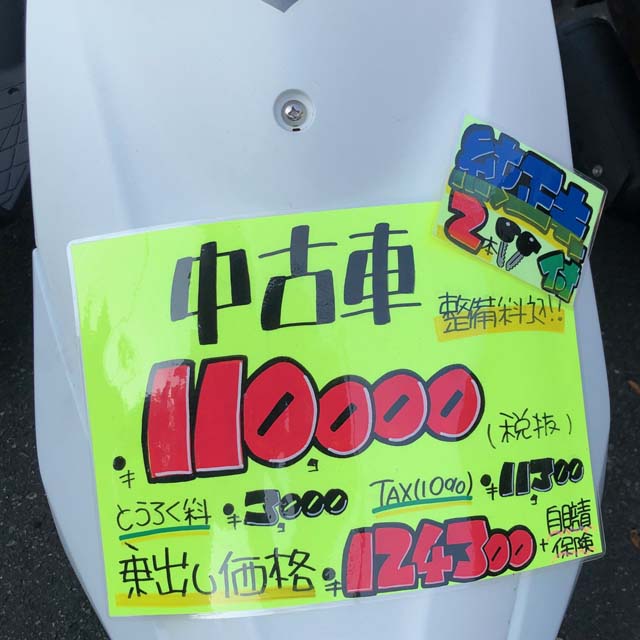 純正キー
2本付
中古車
整備料込!!
¥110,000
(税抜)
とうろく料 ¥3,000
TAX(10%) ¥11,300
乗出し価格 ¥124,300
+自賠責保険